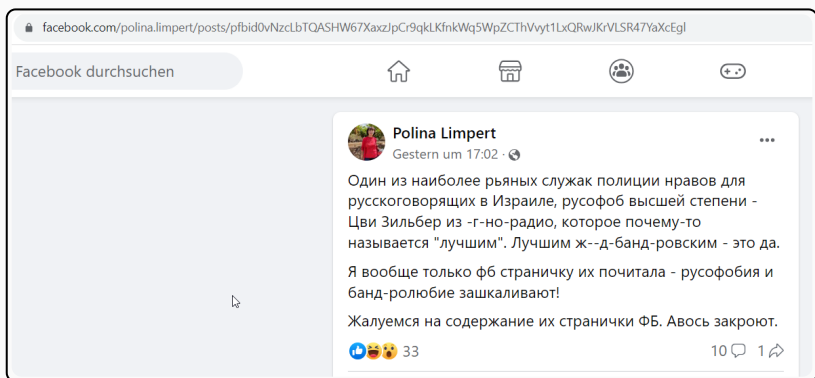 facebook.com/polina.limpert/posts/pfbid0vNzcLbTQASHW67XaxzJpCr9qkLKfnkWq5WpZCThVvyt1LxQRwJKrVLSR47YaXcEgl
Facebook durchsuchen
Polina Limpert
Gestern um 17:02 ·
Один из наиболее рьяных служак полиции нравов для
русскоговорящих в Израиле, русофоб высшей степени -
Цви Зильбер из -г-но-радио, которое почему-то
называется "лучшим". Лучшим ж--д-банд-ровским - это да.
Я вообще только фб страничку их почитала - русофобия и
банд-ролюбие зашкаливают!
Жалуемся на содержание их странички ФБ. Авось закроют.
33
10 1